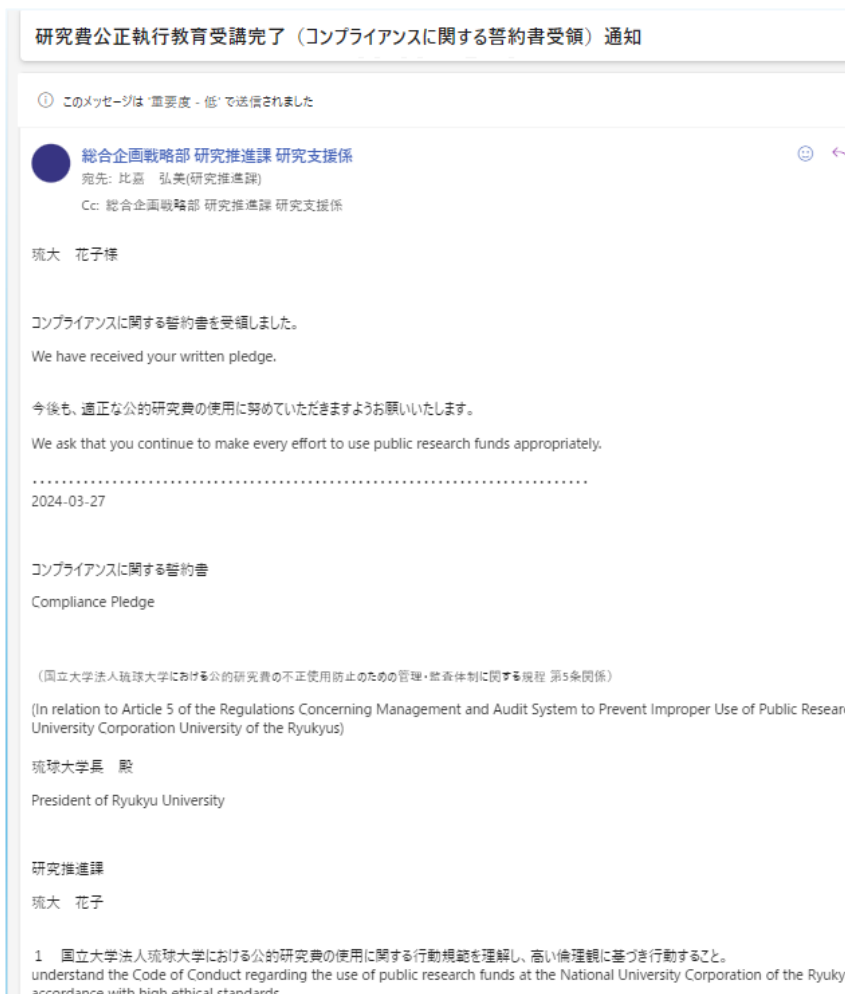 研究費公正執行教育受講完了（コンプライアンスに関する誓約書受領）通知
このメッセージは '重要度 - 低' で送信されました
総合企画戦略部 研究推進課 研究支援係
宛先: 比嘉　弘美(研究推進課)
Cc: 総合企画戦略部 研究推進課 研究支援係
琉大　花子様
コンプライアンスに関する誓約書を受領しました。
We have received your written pledge.
今後も、適正な公的研究費の使用に努めていただきますようお願いいたします。
We ask that you continue to make every effort to use public research funds appropriately.
2024-03-27
コンプライアンスに関する誓約書
Compliance Pledge
（国立大学法人琉球大学における公的研究費の不正使用防止のための管理・監査体制に関する規程 第5条関係）
(In relation to Article 5 of the Regulations Concerning Management and Audit System to Prevent Improper Use of Public
University Corporation University of the Ryukyus)
琉球大学長　殿
President of Ryukyu University
研究推進課
琉大　花子
1　国立大学法人琉球大学における公的研究費の使用に関する行動規範を理解し、高い倫理観に基づき行動すること。
understand the Code of Conduct regarding the use of public research funds at the National University Corporation of the
accordance with high ethical standards